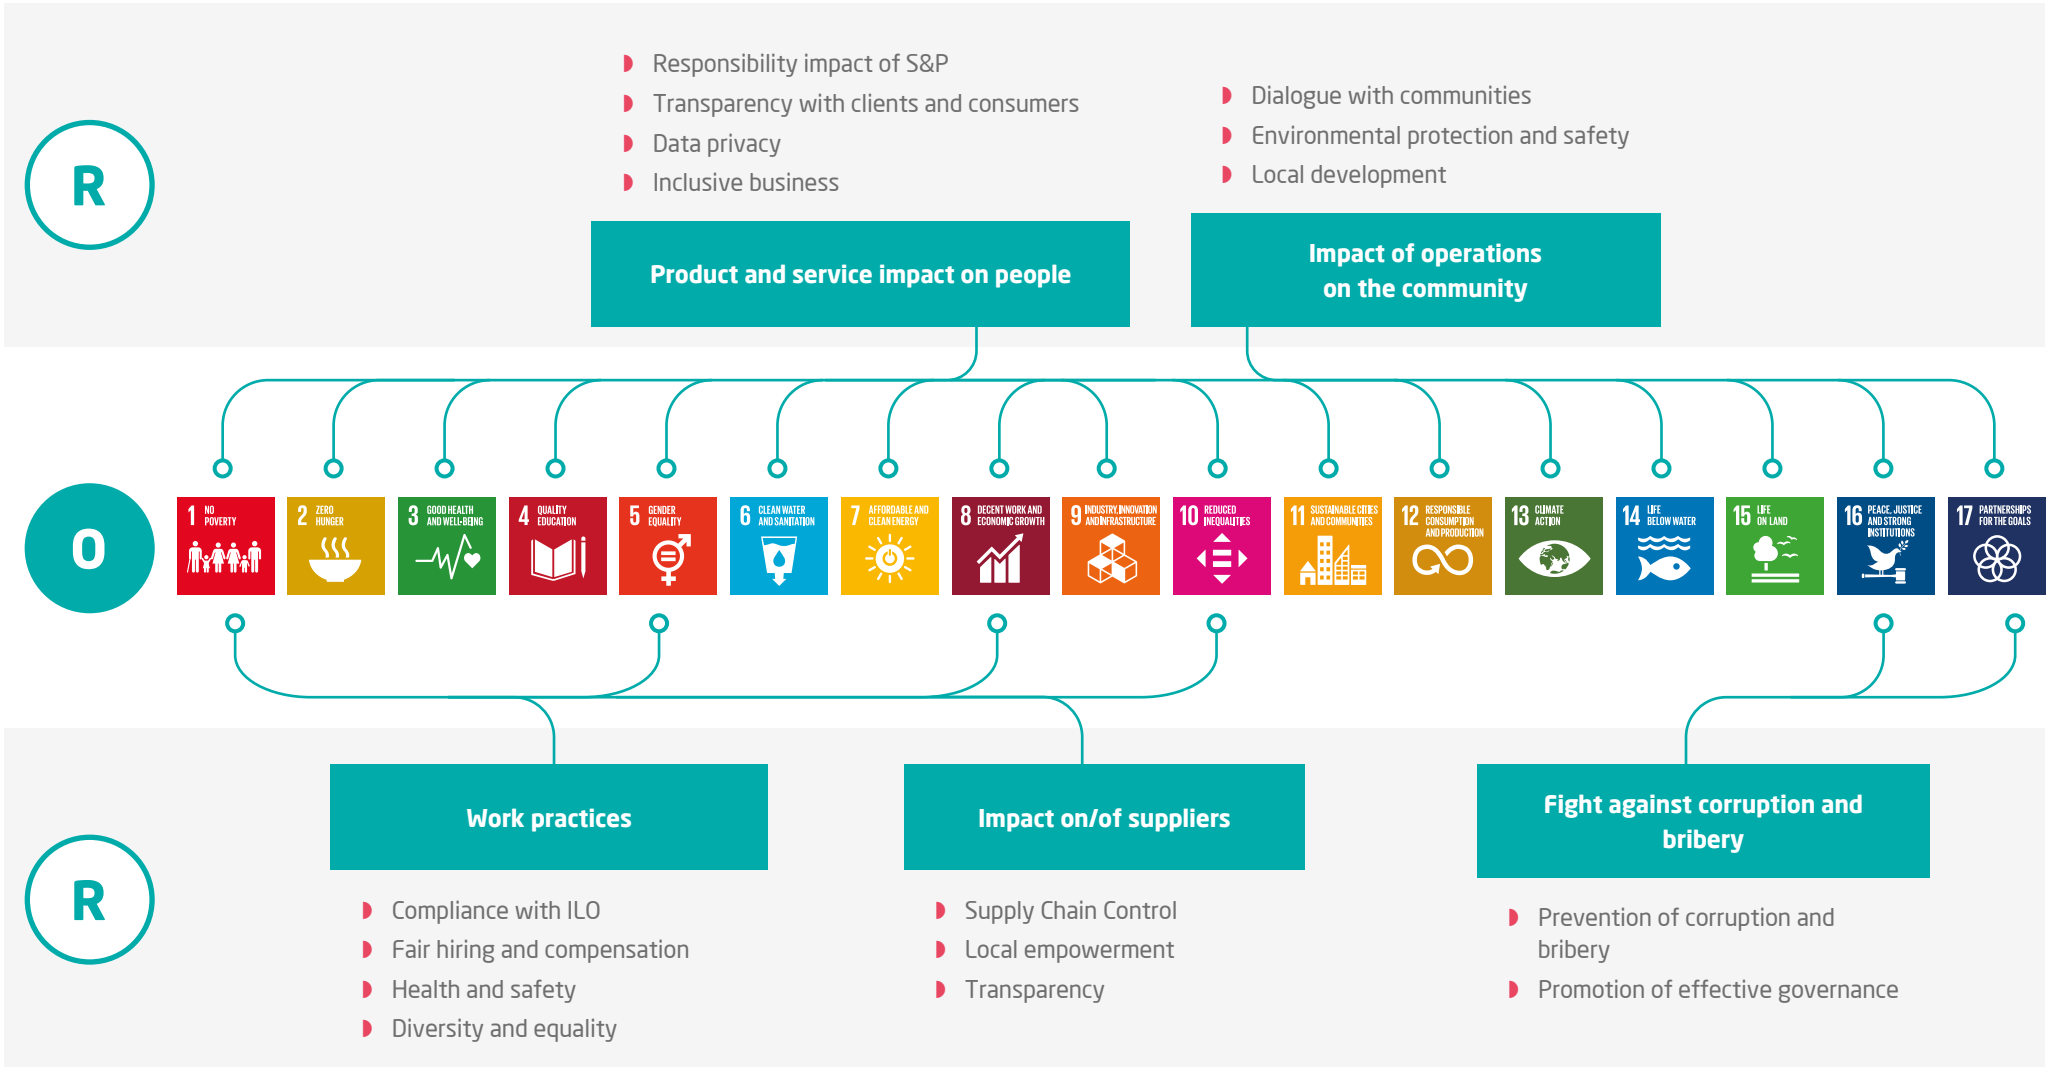 R
Responsibility impact of S&P
Transparency with clients and consumers
Data privacy
Inclusive business
Dialogue with communities
Environmental protection and safety
Local development
Product and service impact on people
Impact of operations
on the community
O
1 NO
POVERTY
2 ZERO
HUNGER
3 GOOD HEALTH
AND WELL-BEING
4 QUALITY
EDUCATION
5 GENDER
EQUALITY
6 CLEAN WATER
AND SANITATION
7 AFFORDABLE AND
CLEAN ENERGY
8 DECENT WORK AND
ECONOMIC GROWTH
9 INDUSTRY, INNOVATION
AND INFRASTRUCTURE
10 REDUCED
INEQUALITIES
11 SUSTAINABLE CITIES
AND COMMUNITIES
12 RESPONSIBLE
CONSUMPTION
AND PRODUCTION
13 CLIMATE
ACTION
14 LIFE
BELOW WATER
15 LIFE
ON LAND
16 PEACE, JUSTICE
AND STRONG
INSTITUTIONS
17 PARTNERSHIPS
FOR THE GOALS
R
Work practices
Compliance with ILO
Fair hiring and compensation
Health and safety
Diversity and equality
Impact on/of suppliers
Supply Chain Control
Local empowerment
Transparency
Fight against corruption and
bribery
Prevention of corruption and
bribery
Promotion of effective governance